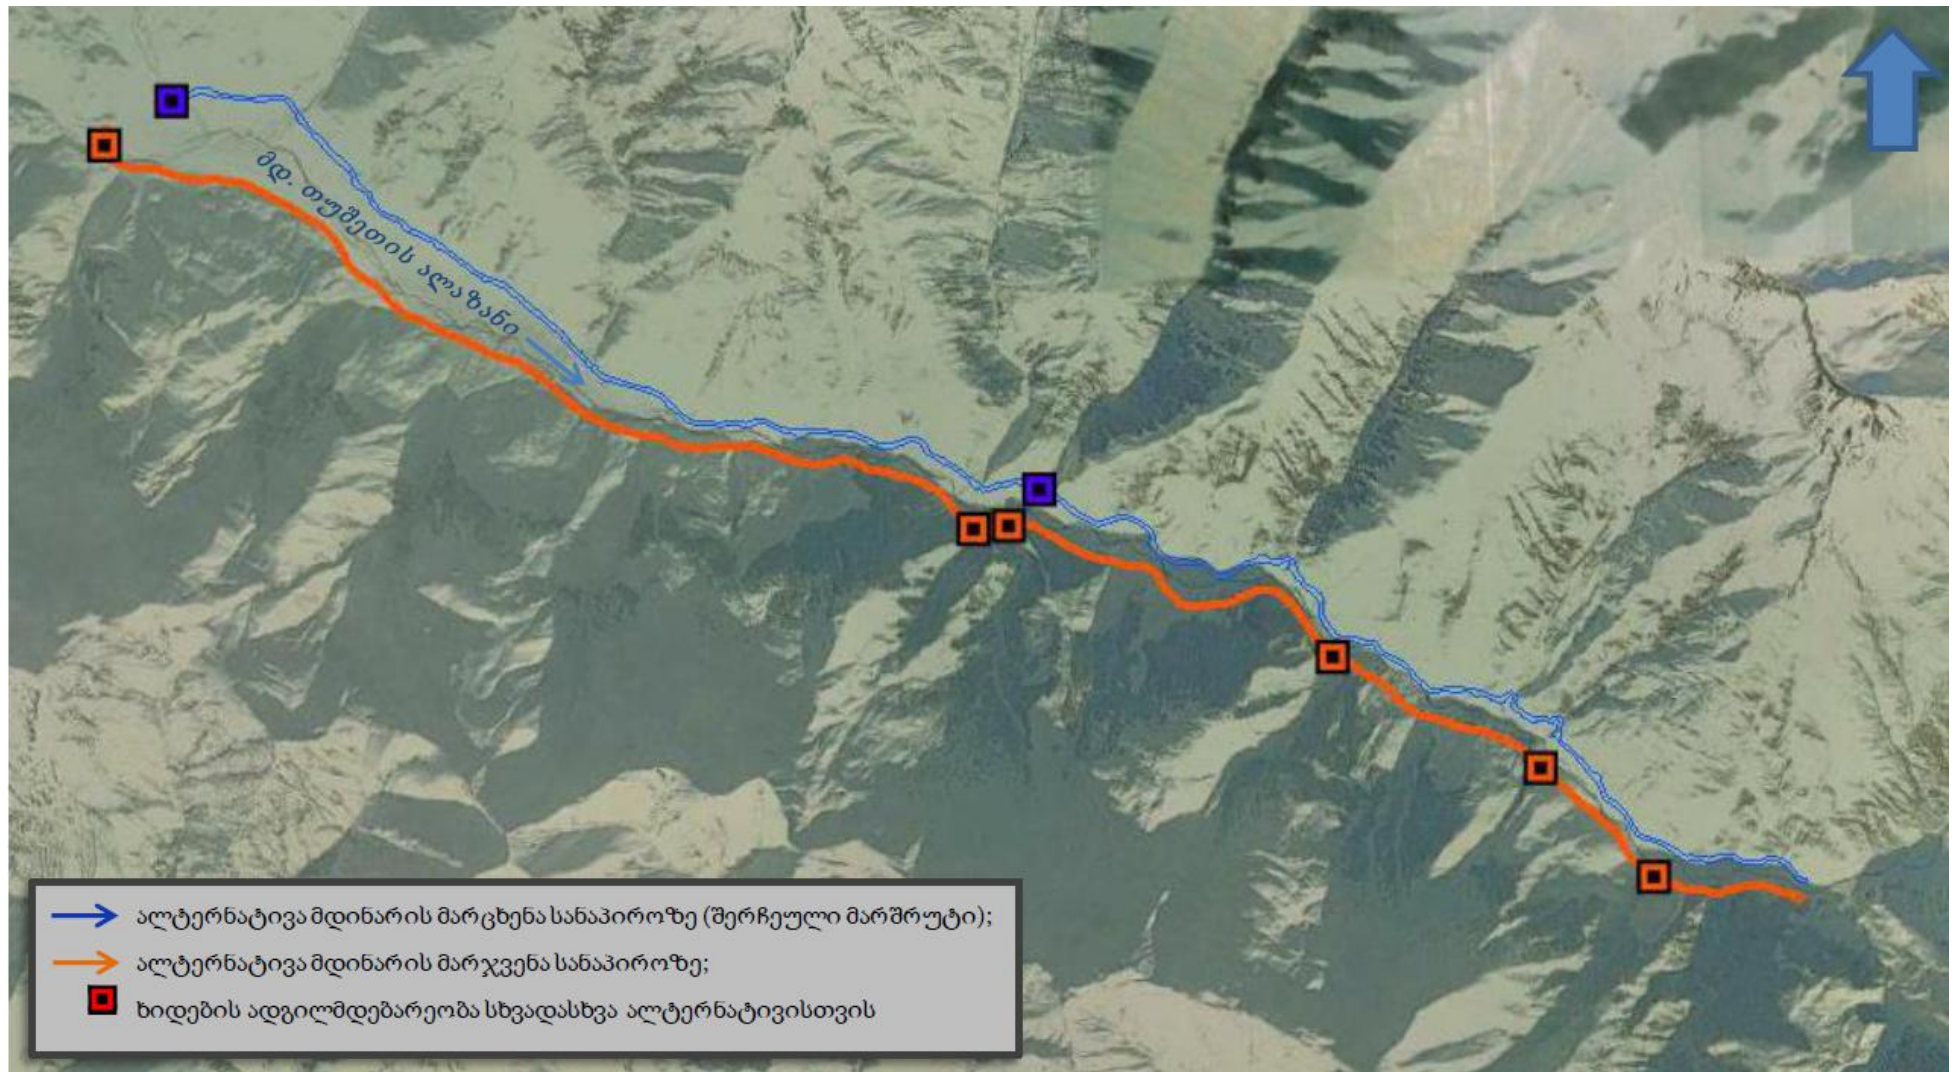 მდ. თუშეთის ალაზანი
ალტერნატივა მდინარის მარცხენა სანაპიროზე (შერჩეული მარშრუტი);
ალტერნატივა მდინარის მარჯვენა სანაპიროზე;
ხიდების ადგილმდებარეობა სხვადასხვა ალტერნატივისთვის